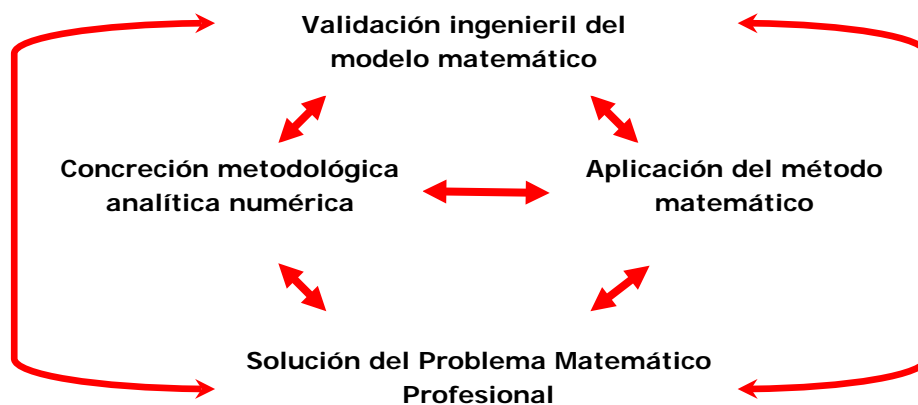 Validación ingenieril del
modelo matemático
Concreción metodológica
analítica numérica
Aplicación del método
matemático
Solución del Problema Matemático
Profesional